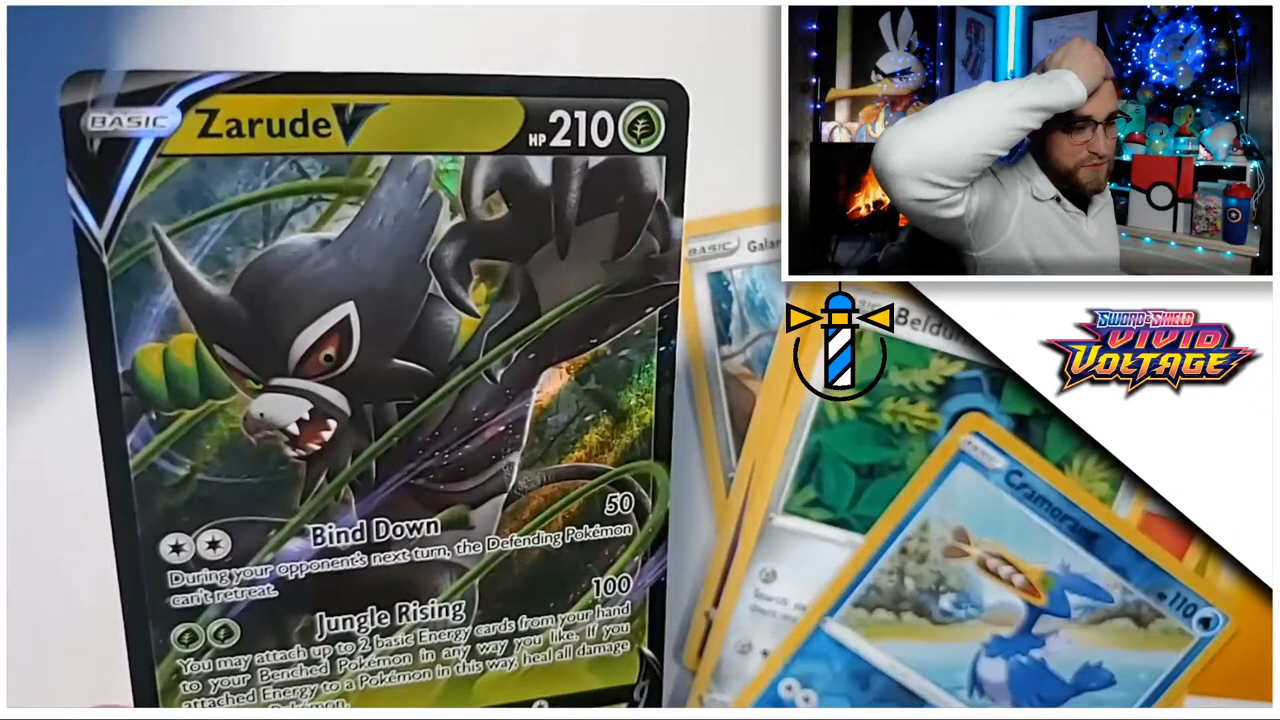 BASIC
Zarude V
HP 210
Bind Down 50
During your opponent's next turn, the Defending Pokémon
can't retreat.
Jungle Rising 100
You may attach up to 2 basic Energy cards from your hand
to your Benched Pokémon in any way you like. If you
attached Energy to a Pokémon in this way, heal all damage
Pokémon.
BASIC
Galar
Beldum
BASIC
Cramorant
110
SWORD & SHIELD
VIVID
VOLTAGE